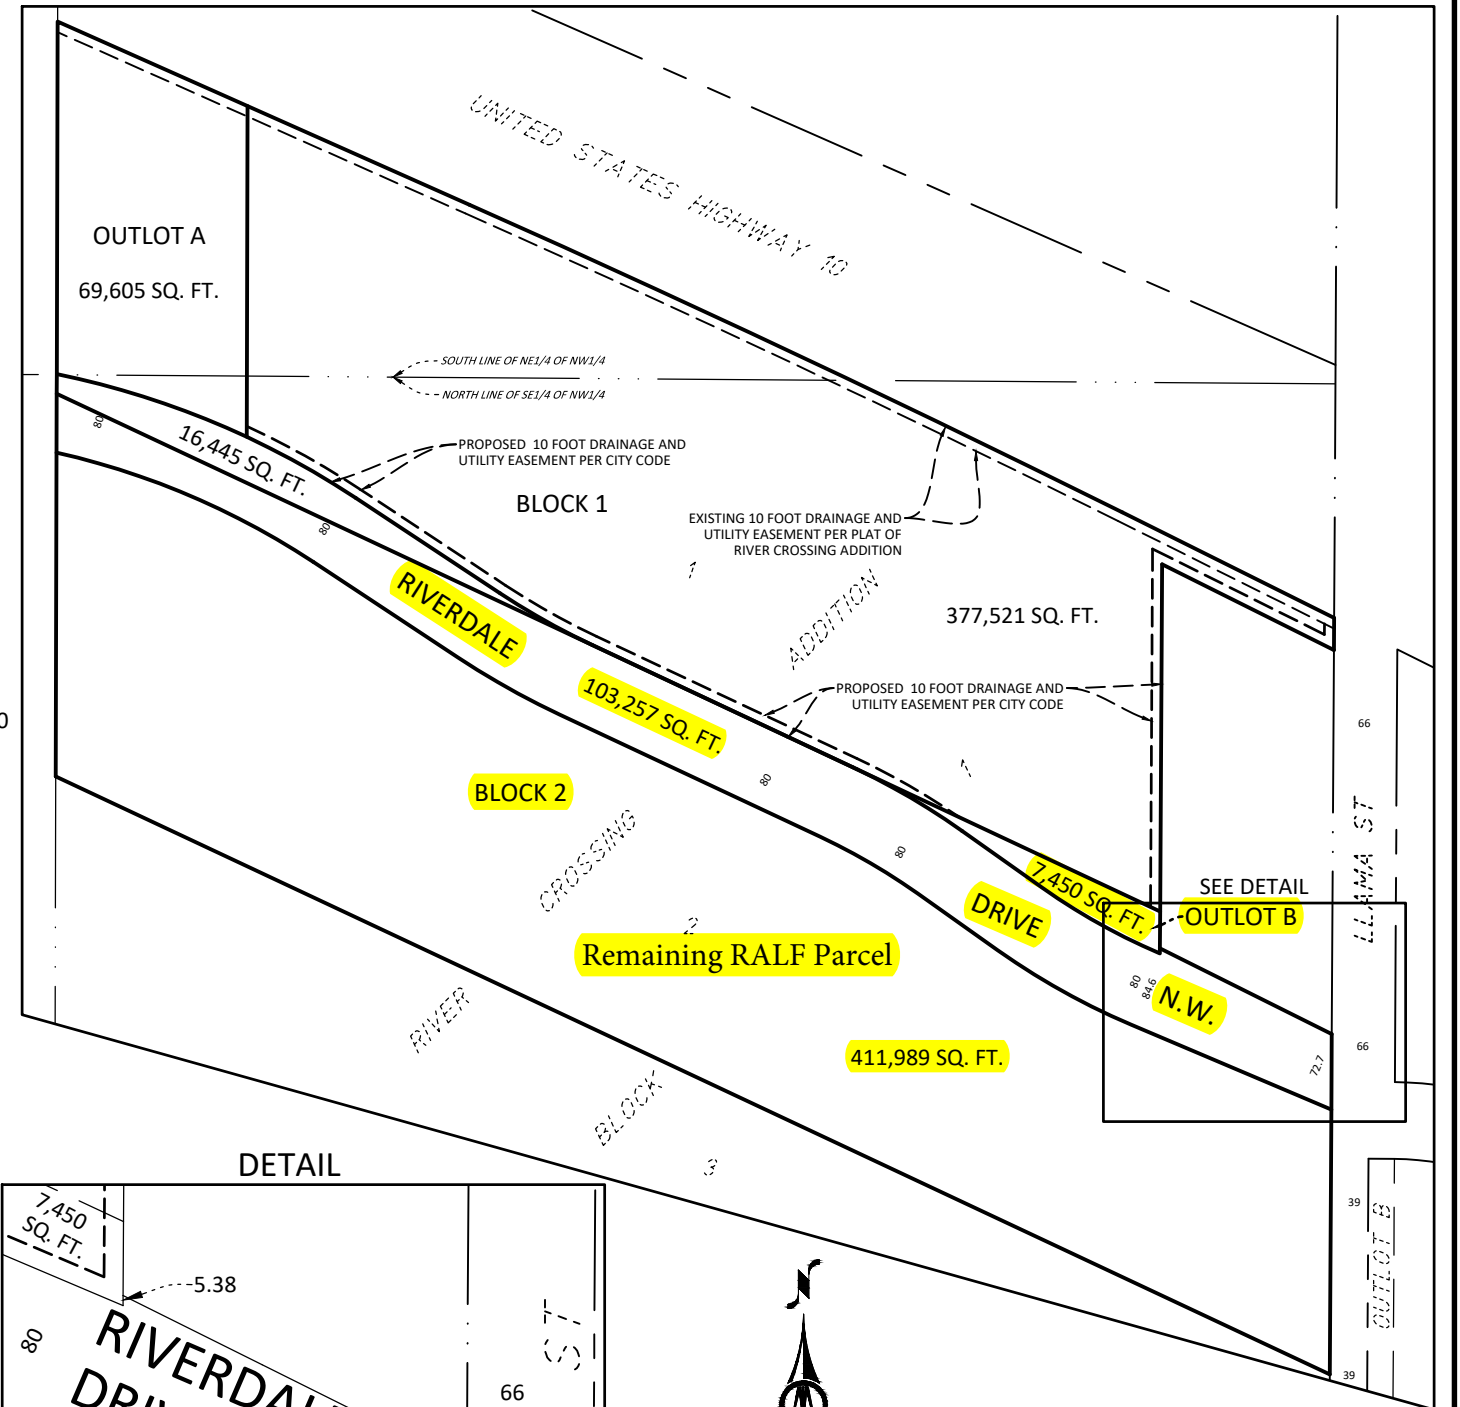 UNITED STATES HIGHWAY 10
OUTLOT A
69,605 SQ. FT.
SOUTH LINE OF NE1/4 OF NW1/4
NORTH LINE OF SE1/4 OF NW1/4
80
16,445 SQ. FT.
PROPOSED 10 FOOT DRAINAGE AND
UTILITY EASEMENT PER CITY CODE
BLOCK 1
80
EXISTING 10 FOOT DRAINAGE AND
UTILITY EASEMENT PER PLAT OF
RIVER CROSSING ADDITION
1
ADDITION
377,521 SQ. FT.
RIVERDALE
103,257 SQ. FT.
PROPOSED 10 FOOT DRAINAGE AND
UTILITY EASEMENT PER CITY CODE
0
66
BLOCK 2
80
1
CROSSING
80
LLAMA ST
7,450 SQ. FT.
SEE DETAIL
OUTLOT B
DRIVE
2
Remaining RALF Parcel
80
84.6
N.W.
RIVER
411,989 SQ. FT.
66
72.7
BLOCK
3
DETAIL
39
OUTLOT B
39
7,450
SQ. FT.
5.38
80
RIVERDAL
DRIV
ST
66
N